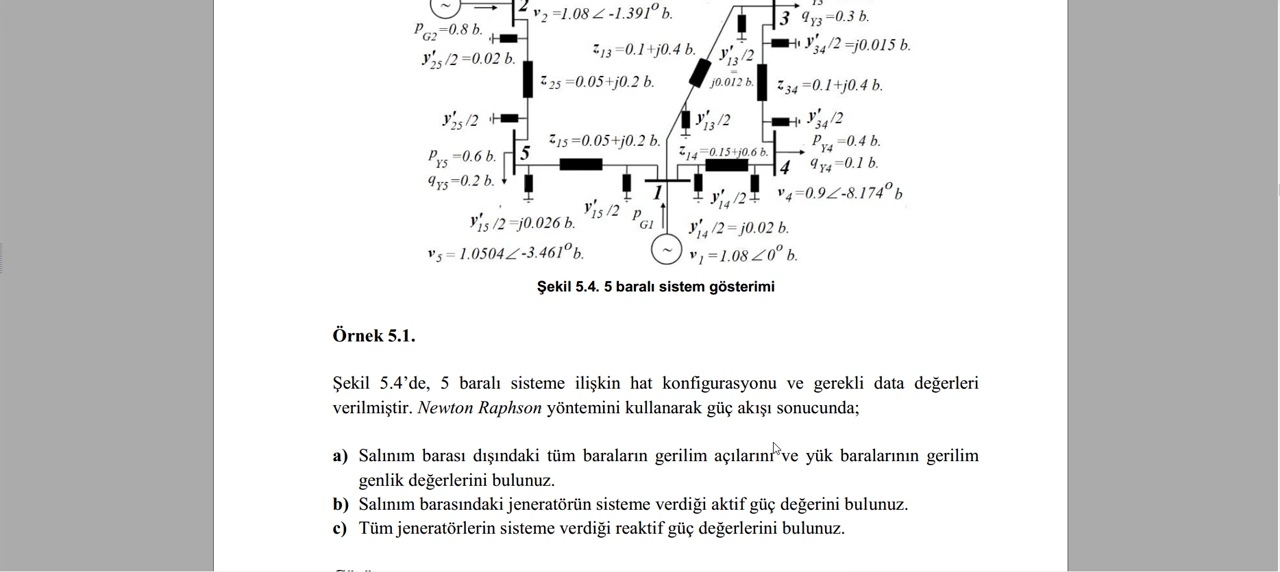 2 v2 =1.08∠-1.391° b.
PG2=0.8 b.
y'25/2 =0.02 b.
z25 =0.05+j0.2 b.
z13 =0.1+j0.4 b.
y'13/2
=
j0.012 b.
3 qY3 =0.3 b.
y'34/2 =j0.015 b.
z34 =0.1+j0.4 b.
y'25/2
y'13/2
y'34/2
PY5 =0.6 b.
qY5=0.2 b.
5
z15 =0.05+j0.2 b.
z14 =0.15+j0.6 b.
PY4 =0.4 b.
qY4 =0.1 b.
4
1
v4=0.9∠-8.174° b
y'15/2 =j0.026 b.
y'15/2
PG1
y'14/2
y'14/2= j0.02 b.
v5= 1.0504∠-3.461° b.
~
v1 =1.08∠0° b.
Şekil 5.4. 5 baralı sistem gösterimi
Örnek 5.1.
Şekil 5.4’de, 5 baralı sisteme ilişkin hat konfigurasyonu ve gerekli data değerleri
verilmiştir. Newton Raphson yöntemini kullanarak güç akışı sonucunda;
a) Salınım barası dışındaki tüm baraların gerilim açılarını ve yük baralarının gerilim
genlik değerlerini bulunuz.
b) Salınım barasındaki jeneratörün sisteme verdiği aktif güç değerini bulunuz.
c) Tüm jeneratörlerin sisteme verdiği reaktif güç değerlerini bulunuz.